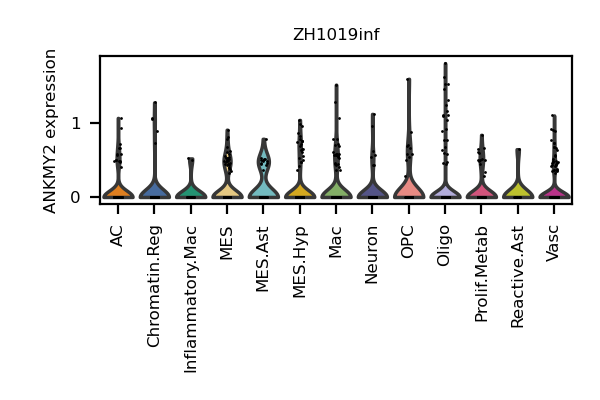 ZH1019inf
ANKMY2 expression
1
0
AC
Chromatin.Reg
Inflammatory.Mac
MES
MES.Ast
MES.Hyp
Mac
Neuron
OPC
Oligo
Prolif.Metab
Reactive.Ast
Vasc